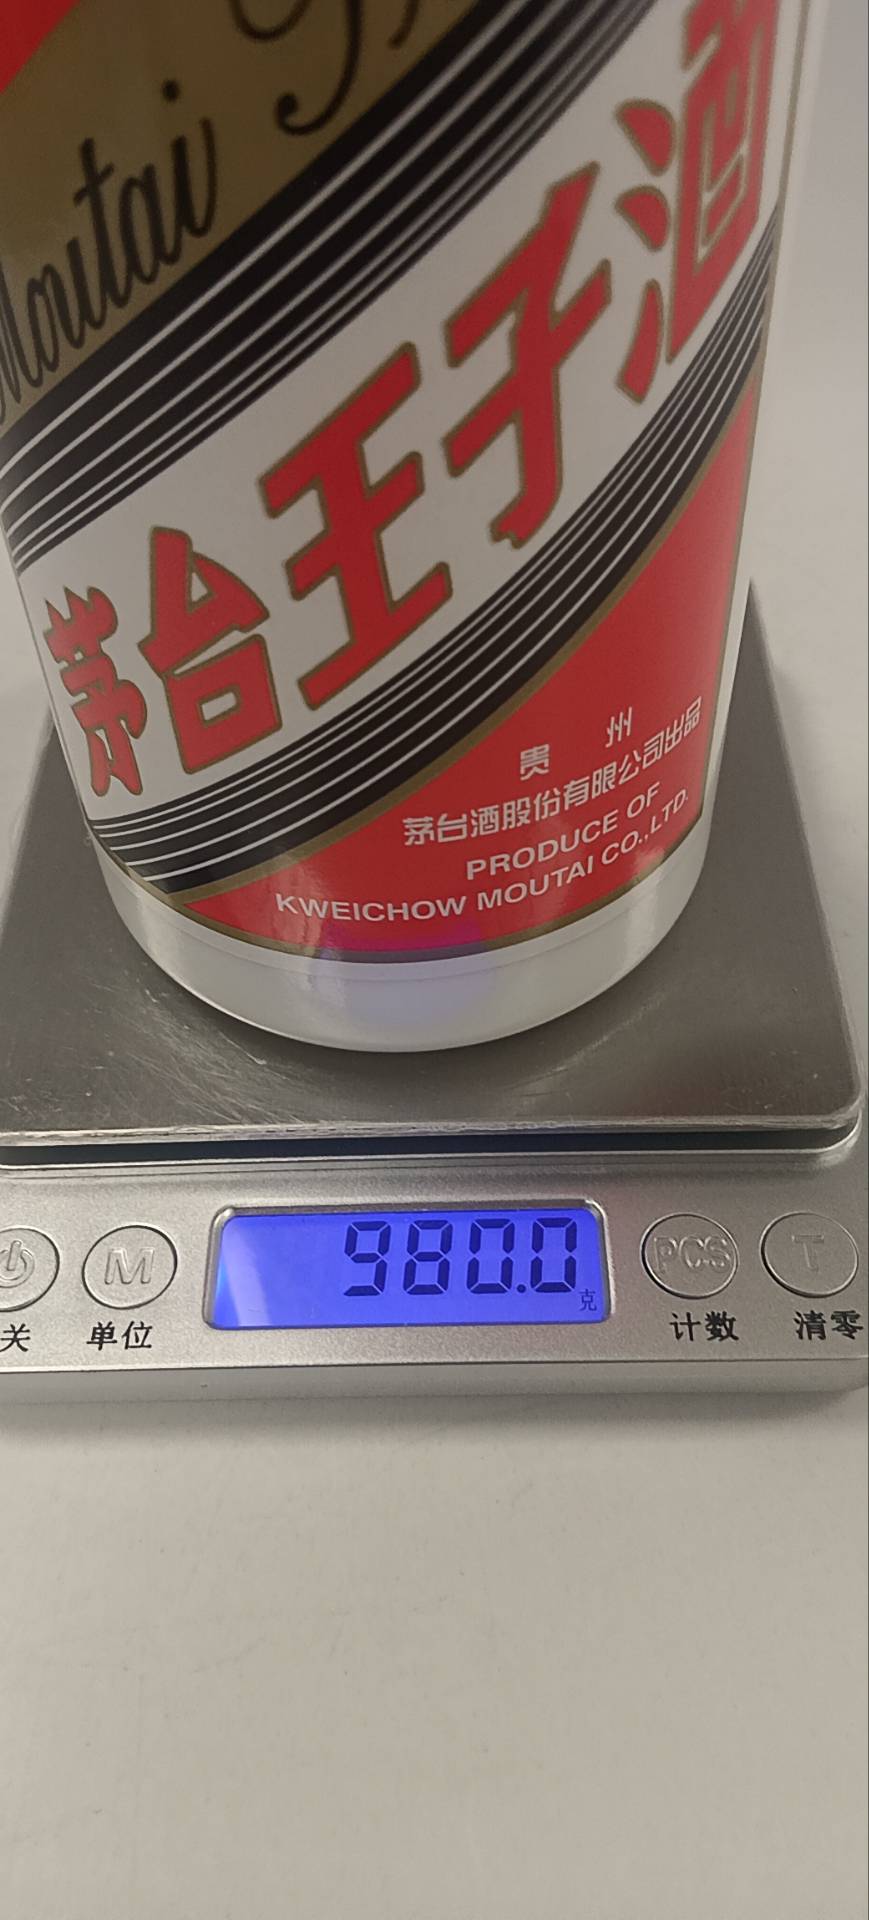 Moutai
茅台王子酒
贵州
茅台酒股份有限公司出品
PRODUCE OF
KWEICHOW MOUTAI CO.,LTD.
980.0
克
M
PCS
T
关
单位
计数
清零